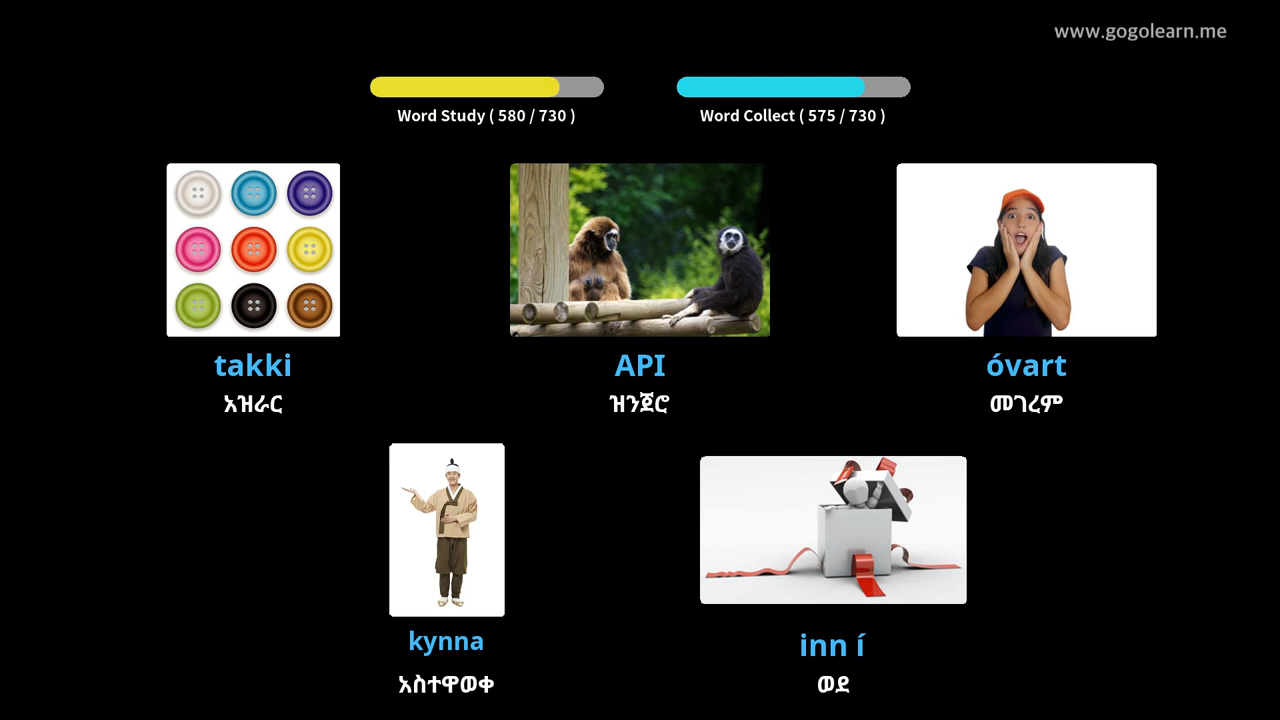 www.gogolearn.me
Word Study ( 580 / 730 )
Word Collect ( 575 / 730 )
takki
API
óvart
አዝራር
ዝንጀሮ
መገረም
kynna
inn í
አስተዋወቀ
ወደ